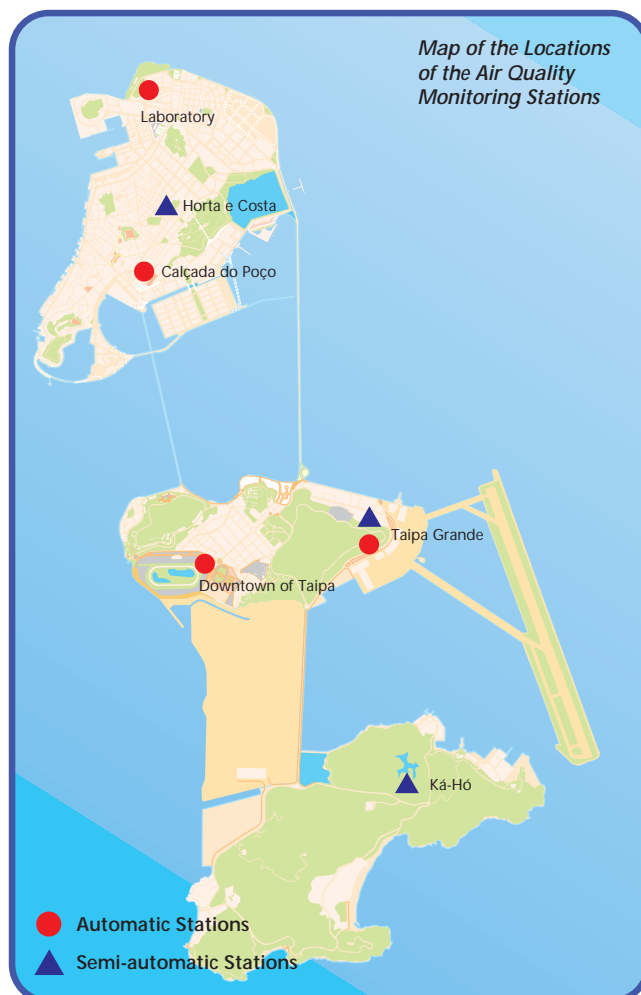 Map of the Locations
of the Air Quality
Monitoring Stations
Laboratory
Horta e Costa
Calçada do Poço
Taipa Grande
Downtown of Taipa
Ká-Hó
Automatic Stations
Semi-automatic Stations